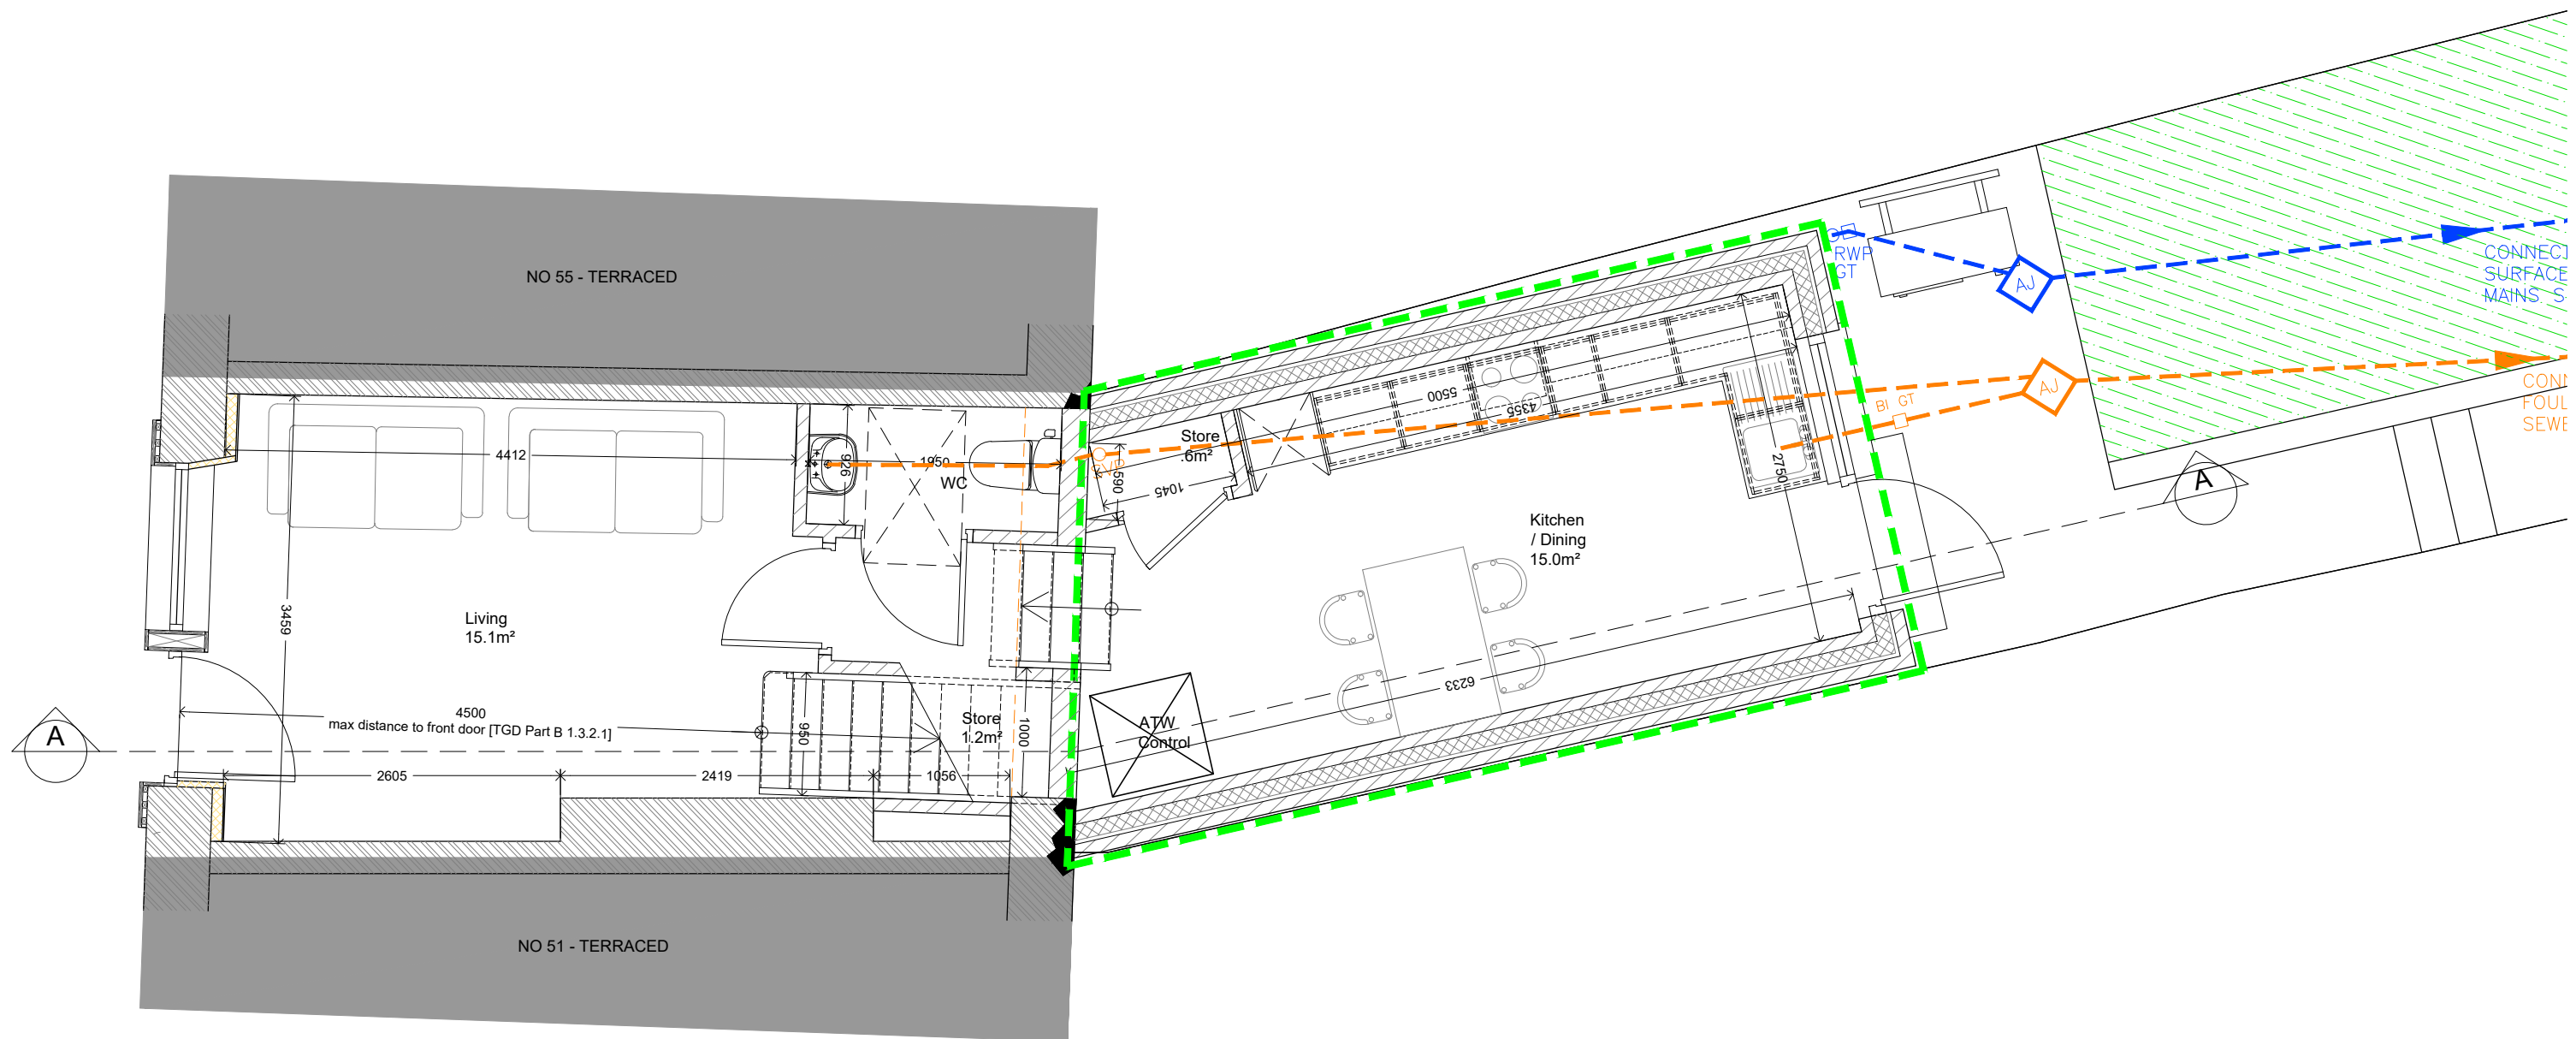 NO 55 - TERRACED
RWP
GT
AJ
CONNECT
SURFACE
MAINS S
AJ
CONN
FOUL
SEWE
BI GT
A
4412
926
1950
WC
SVP
Store
.6m²
590
1045
5500
4355
2750
Kitchen
/ Dining
15.0m²
3459
Living
15.1m²
6233
4500
max distance to front door [TGD Part B 1.3.2.1]
950
Store
1.2m²
1000
ATW
Control
A
2605
2419
1056
NO 51 - TERRACED